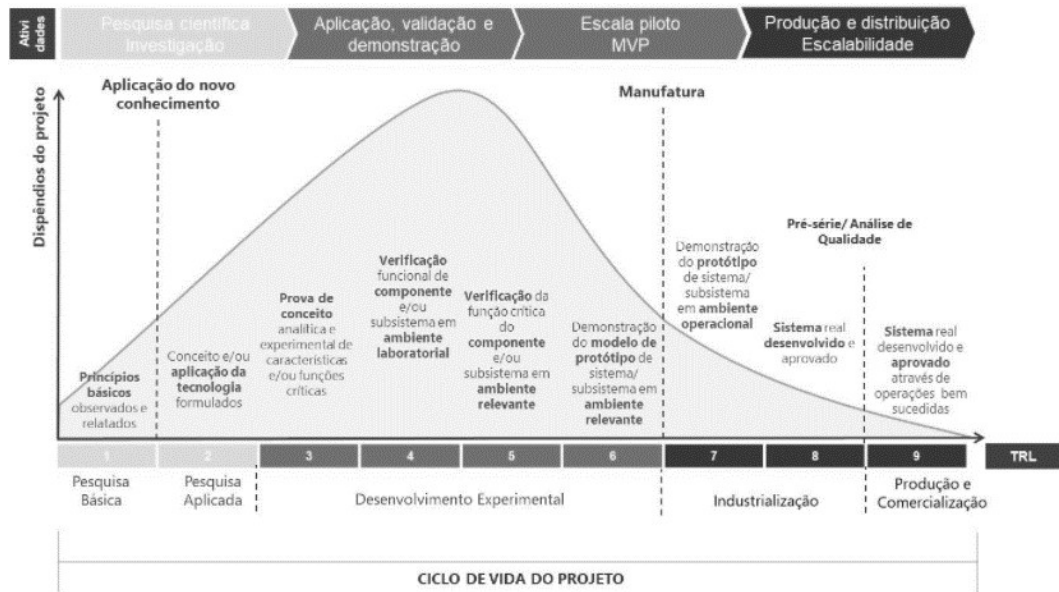 Ativi
dades
Pesquisa científica
Investigação
Aplicação, validação e
demonstração
Escala piloto
MVP
Produção e distribuição
Escalabilidade
Aplicação do novo
conhecimento
Manufatura
Pré-série/ Análise de
Qualidade
Dispêndios do projeto
Princípios
básicos
observados e
relatados
Conceito e/ou
aplicação da
tecnologia
formulados
Prova de
conceito
analítica e
experimental de
características
e/ou funções
críticas
Verificação
funcional de
componente
e/ou
subsistema em
ambiente
laboratorial
Verificação da
função crítica
do
componente
e/ou
subsistema em
ambiente
relevante
Demonstração
do modelo de
protótipo de
sistema/
subsistema em
ambiente
relevante
Demonstração
do protótipo
de sistema/
subsistema
em ambiente
operacional
Sistema real
desenvolvido e
aprovado
Sistema real
desenvolvido e
aprovado
através de
operações bem
sucedidas
1 2 3 4 5 6 7 8 9 TRL
Pesquisa
Básica
Pesquisa
Aplicada
Desenvolvimento Experimental
Industrialização
Produção e
Comercialização
CICLO DE VIDA DO PROJETO